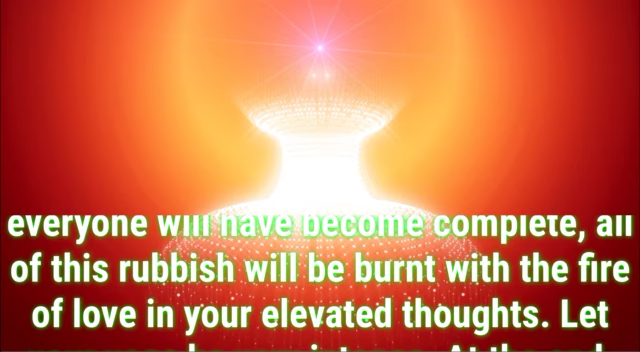 everyone will have become complete, all
of this rubbish will be burnt with the fire
of love in your elevated thoughts. Let